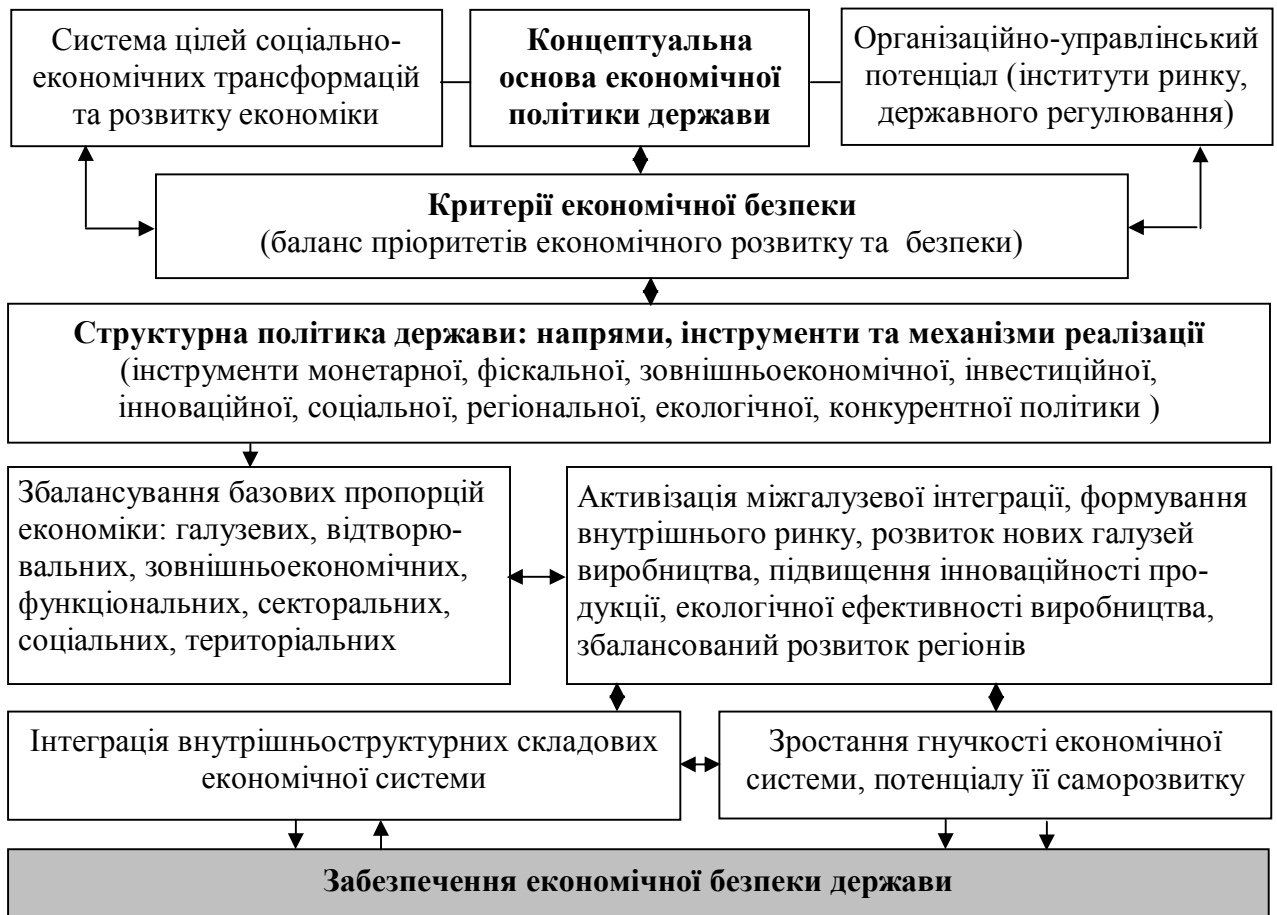 Система цілей соціально-
економічних трансформацій
та розвитку економіки
Концептуальна
основа економічної
політики держави
Організаційно-управлінський
потенціал (інститути ринку,
державного регулювання)
Критерії економічної безпеки
(баланс пріоритетів економічного розвитку та безпеки)
Структурна політика держави: напрями, інструменти та механізми реалізації
(інструменти монетарної, фіскальної, зовнішньоекономічної, інвестиційної,
інноваційної, соціальної, регіональної, екологічної, конкурентної політики )
Збалансування базових пропорцій
економіки: галузевих, відтворю-
вальних, зовнішньоекономічних,
функціональних, секторальних,
соціальних, територіальних
Активізація міжгалузевої інтеграції, формування
внутрішнього ринку, розвиток нових галузей
виробництва, підвищення інноваційності про-
дукції, екологічної ефективності виробництва,
збалансований розвиток регіонів
Інтеграція внутрішньоструктурних складових
економічної системи
Зростання гнучкості економічної
системи, потенціалу її саморозвитку
Забезпечення економічної безпеки держави